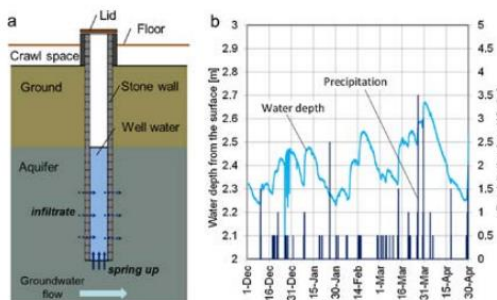 a
Lid
Floor
Crawl space
Ground
Stone wall
Well water
Aquifer
infiltrate
spring up
Groundwater flow
b
Water depth from the surface [m]
3
2.9
2.8
2.7
2.6
2.5
2.4
2.3
2.2
2.1
2
Water depth
Precipitation
5
4.5
4
3.5
3
2.5
2
1.5
1
0.5
0
1-Dec
16-Dec
31-Dec
15-Jan
30-Jan
14-Feb
1-Mar
16-Mar
31-Mar
15-Apr
30-Apr